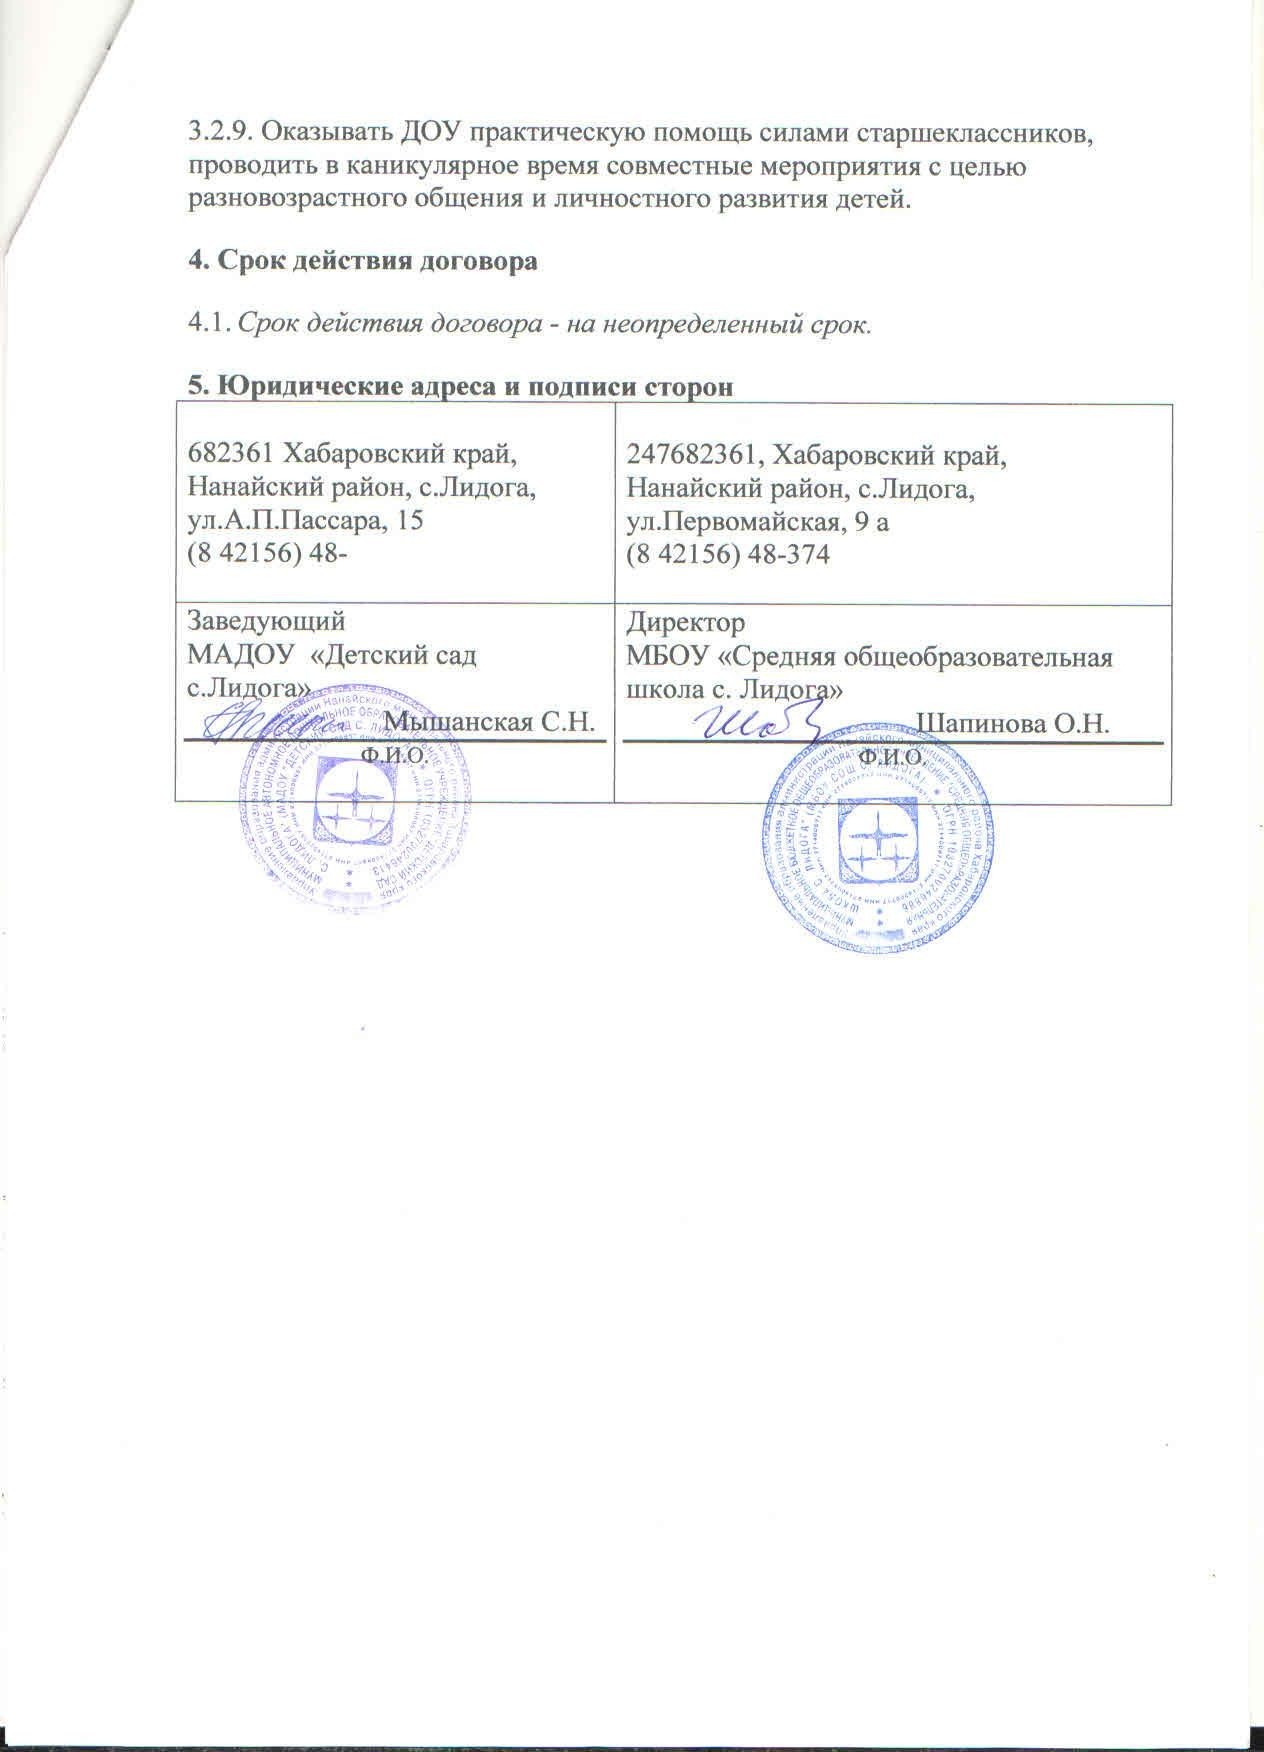 3.2.9. Оказывать ДОУ практическую помощь силами старшеклассников,
проводить в каникулярное время совместные мероприятия с целью
разновозрастного общения и личностного развития детей.
4. Срок действия договора
4.1. Срок действия договора - на неопределенный срок.
5. Юридические адреса и подписи сторон
682361 Хабаровский край,
Нанайский район, с.Лидога,
ул.А.П.Пассара, 15
(8 42156) 48-
247682361, Хабаровский край,
Нанайский район, с.Лидога,
ул.Первомайская, 9 а
(8 42156) 48-374
Заведующий
МАДОУ «Детский сад
с.Лидога»
Мышанская С.Н.
Ф.И.О.
Директор
МБОУ «Средняя общеобразовательная
школа с. Лидога»
Шапинова О.Н.
Ф.И.О.